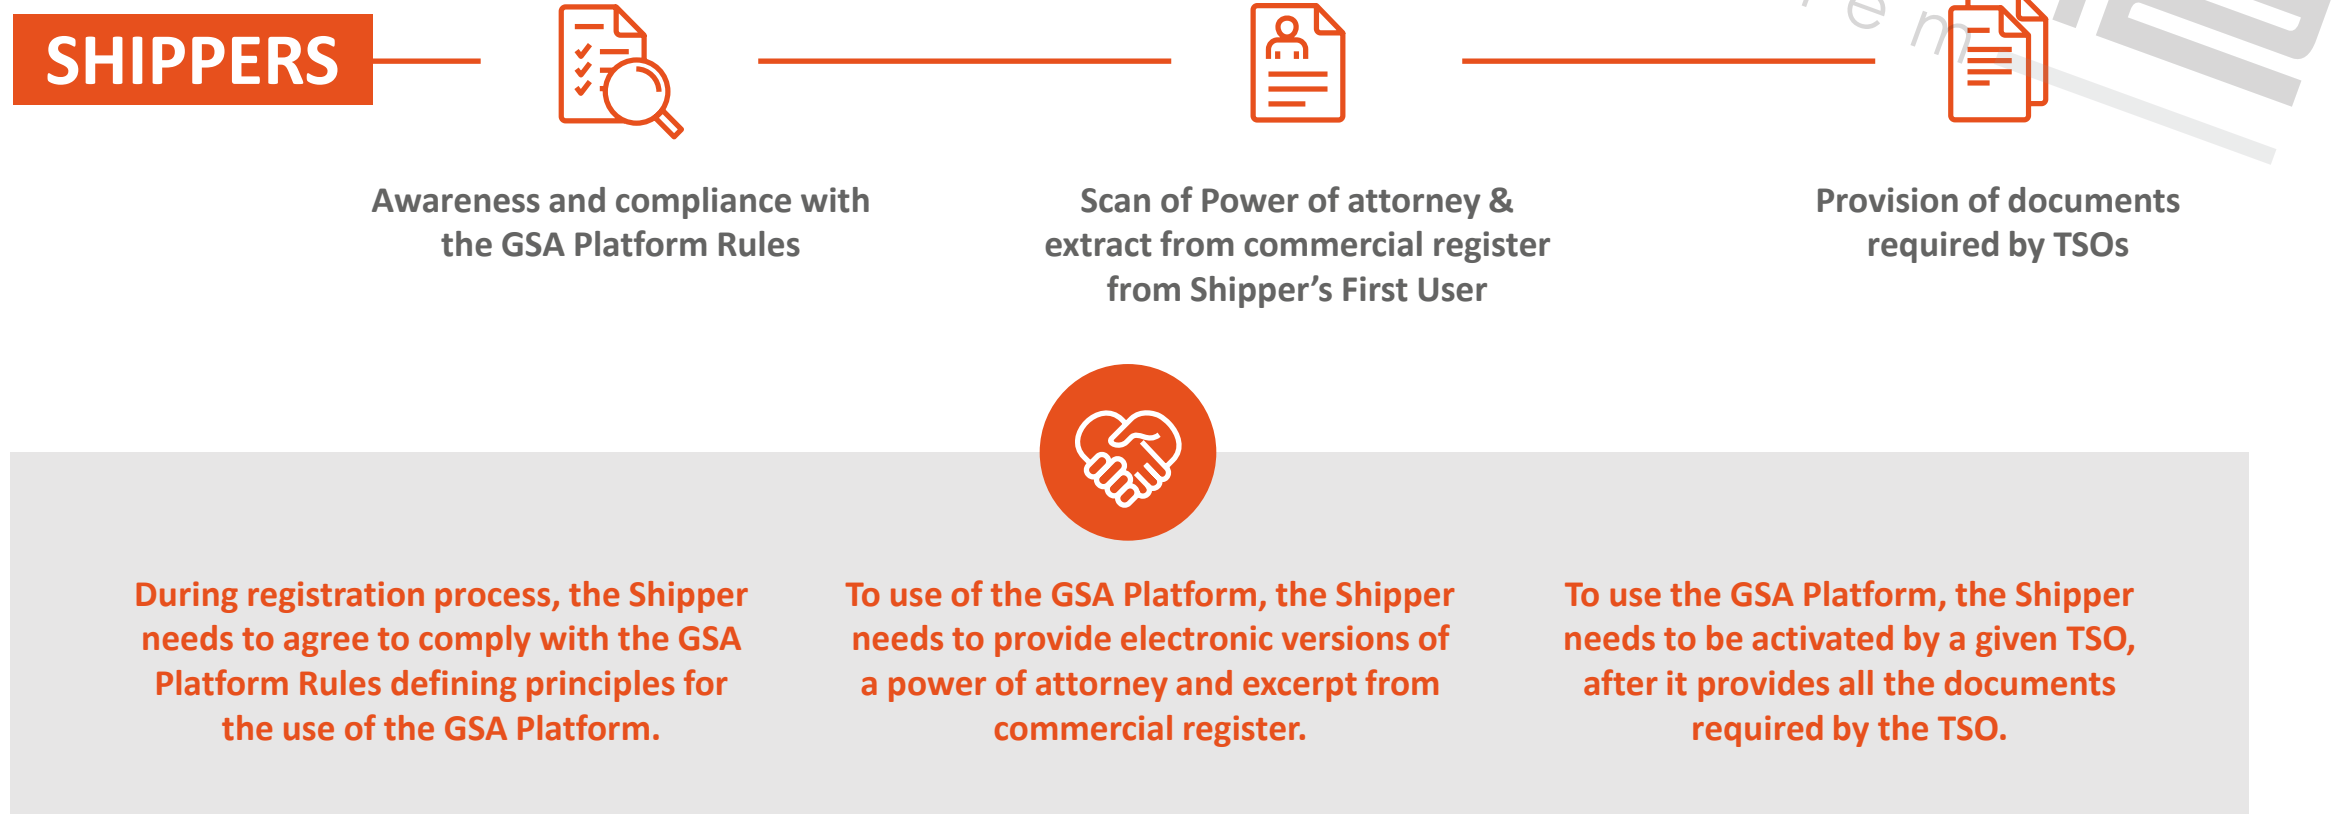 SHIPPERS
Awareness and compliance with
the GSA Platform Rules
Scan of Power of attorney &
extract from commercial register
from Shipper's First User
Provision of documents
required by TSOs
During registration process, the Shipper
needs to agree to comply with the GSA
Platform Rules defining principles for
the use of the GSA Platform.
To use of the GSA Platform, the Shipper
needs to provide electronic versions of
a power of attorney and excerpt from
commercial register.
To use the GSA Platform, the Shipper
needs to be activated by a given TSO,
after it provides all the documents
required by the TSO.